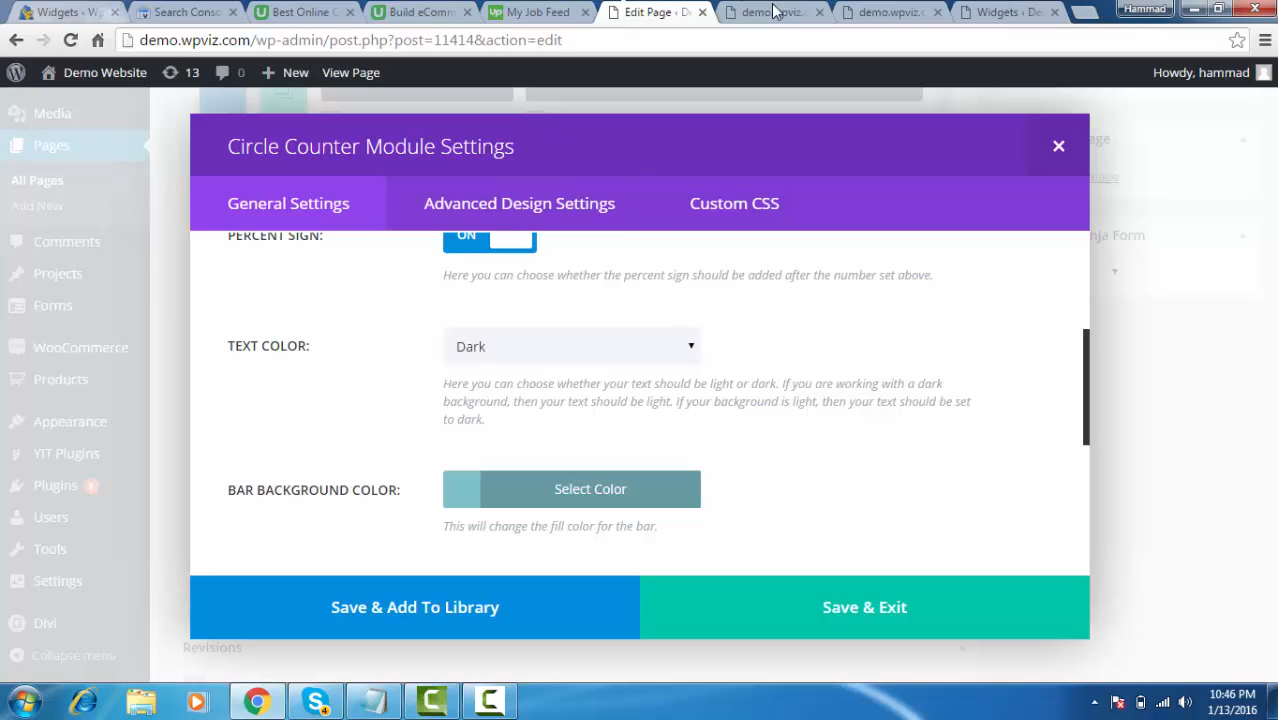 Widgets ‹ Wp
Search Conso
Best Online C
Build eComm
Up My Job Feed
Edit Page ‹ De
demo.wpviz.c
demo.wpviz.c
Widgets ‹ De
Hammad
demo.wpviz.com/wp-admin/post.php?post=11414&action=edit
Demo Website
13
0
New
View Page
Howdy, hammad
Media
Pages
All Pages
Add New
Comments
Projects
Forms
WooCommerce
Products
Appearance
YIT Plugins
Plugins
Users
Tools
Settings
Divi
Collapse menu
Circle Counter Module Settings
General Settings
Advanced Design Settings
Custom CSS
PERCENT SIGN:
ON
Here you can choose whether the percent sign should be added after the number set above.
TEXT COLOR:
Dark
Here you can choose whether your text should be light or dark. If you are working with a dark
background, then your text should be light. If your background is light, then your text should be set
to dark.
BAR BACKGROUND COLOR:
Select Color
This will change the fill color for the bar.
Save & Add To Library
Save & Exit
Revisions
nja Form
10:46 PM
1/13/2016